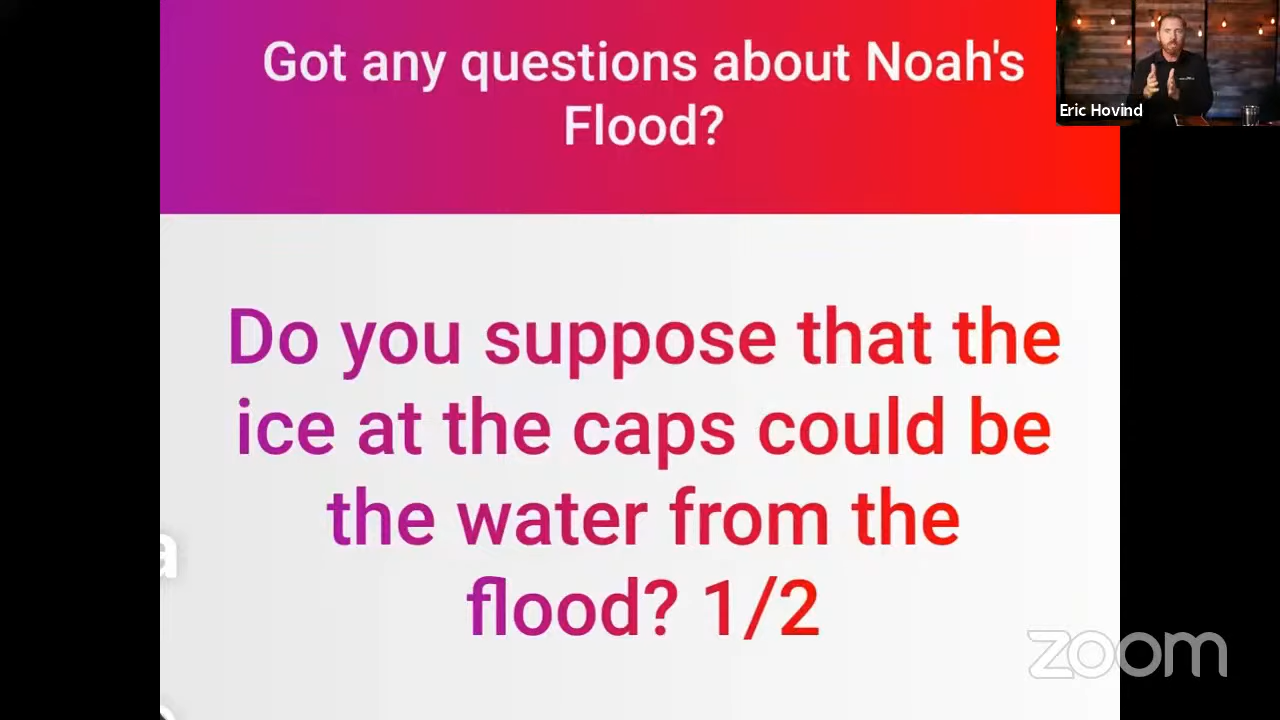 Got any questions about Noah's
Flood?
Eric Hovind
Do you suppose that the
ice at the caps could be
the water from the
flood? 1/2
a
zoom